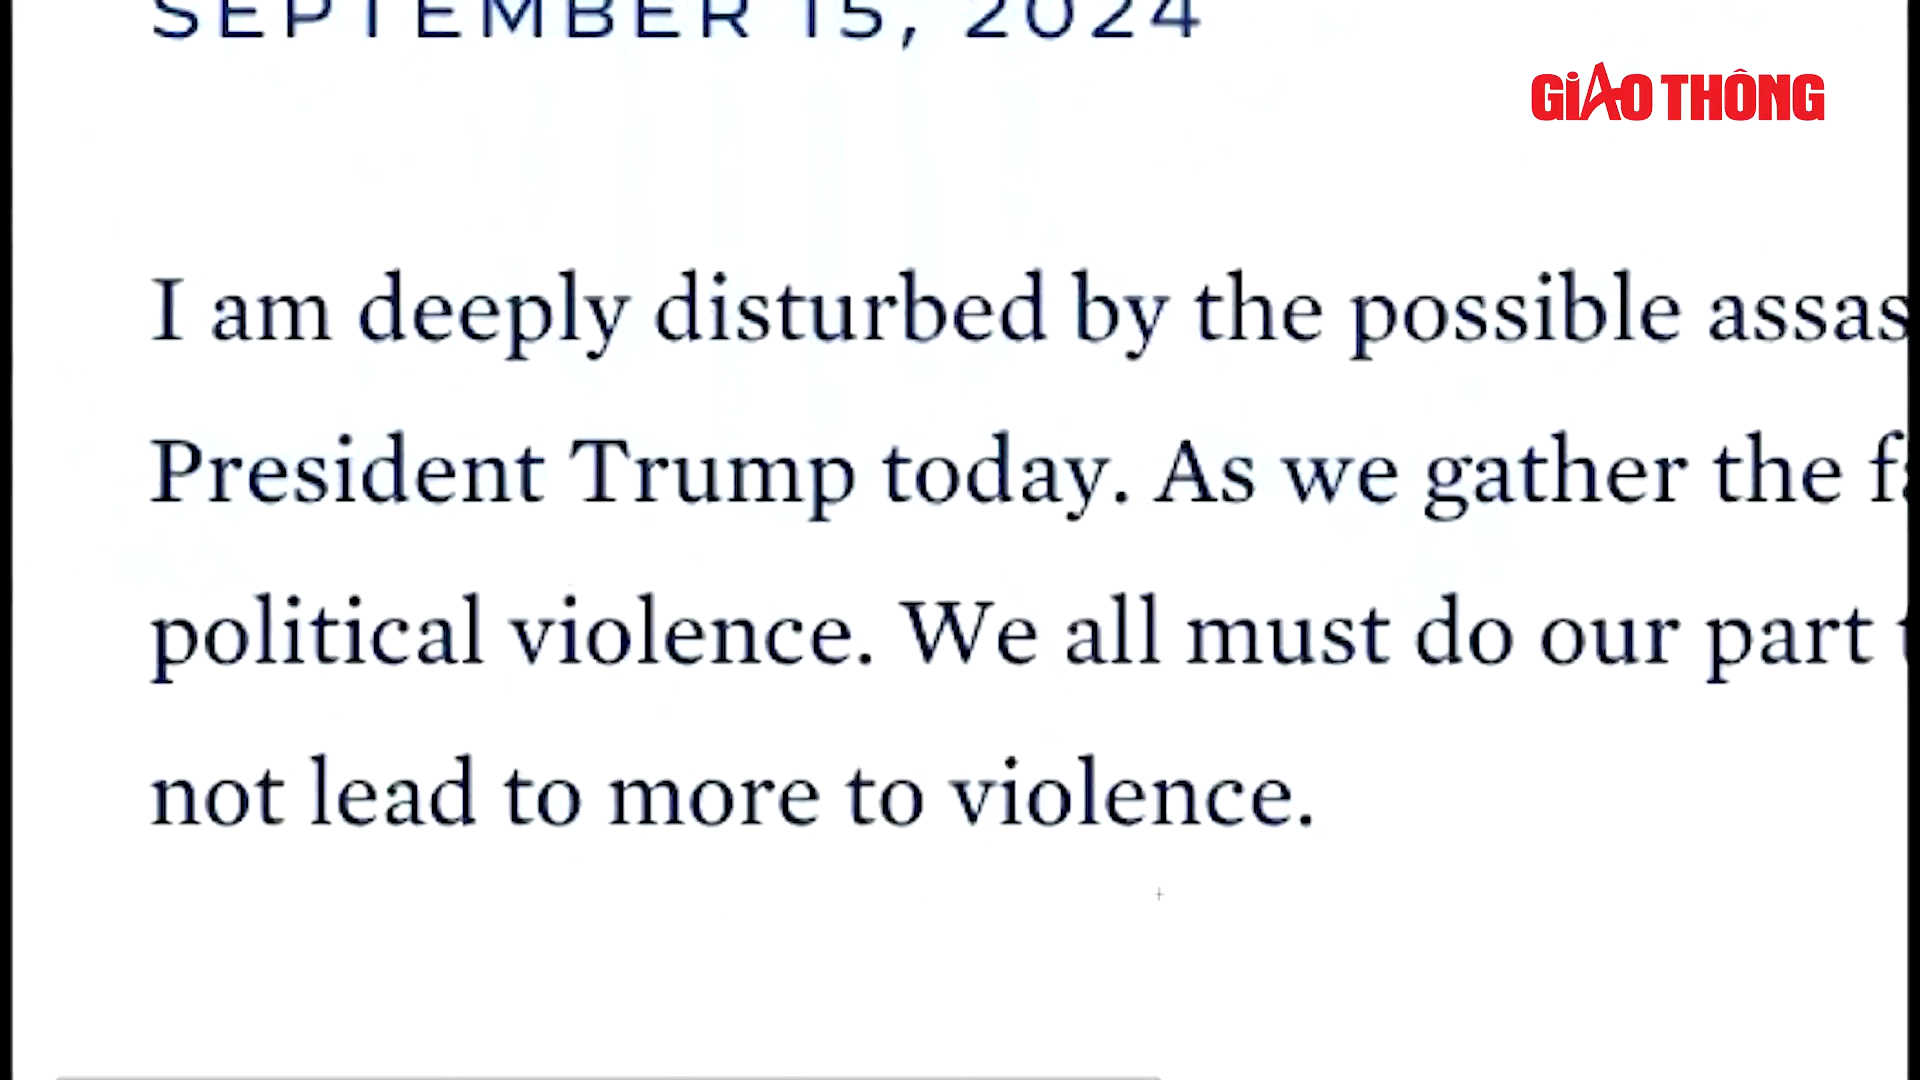 SEPTEMBER 15, 2024
GIAO THÔNG
I am deeply disturbed by the possible
President Trump today. As we gather the
political violence. We all must do our part
not lead to more to violence.